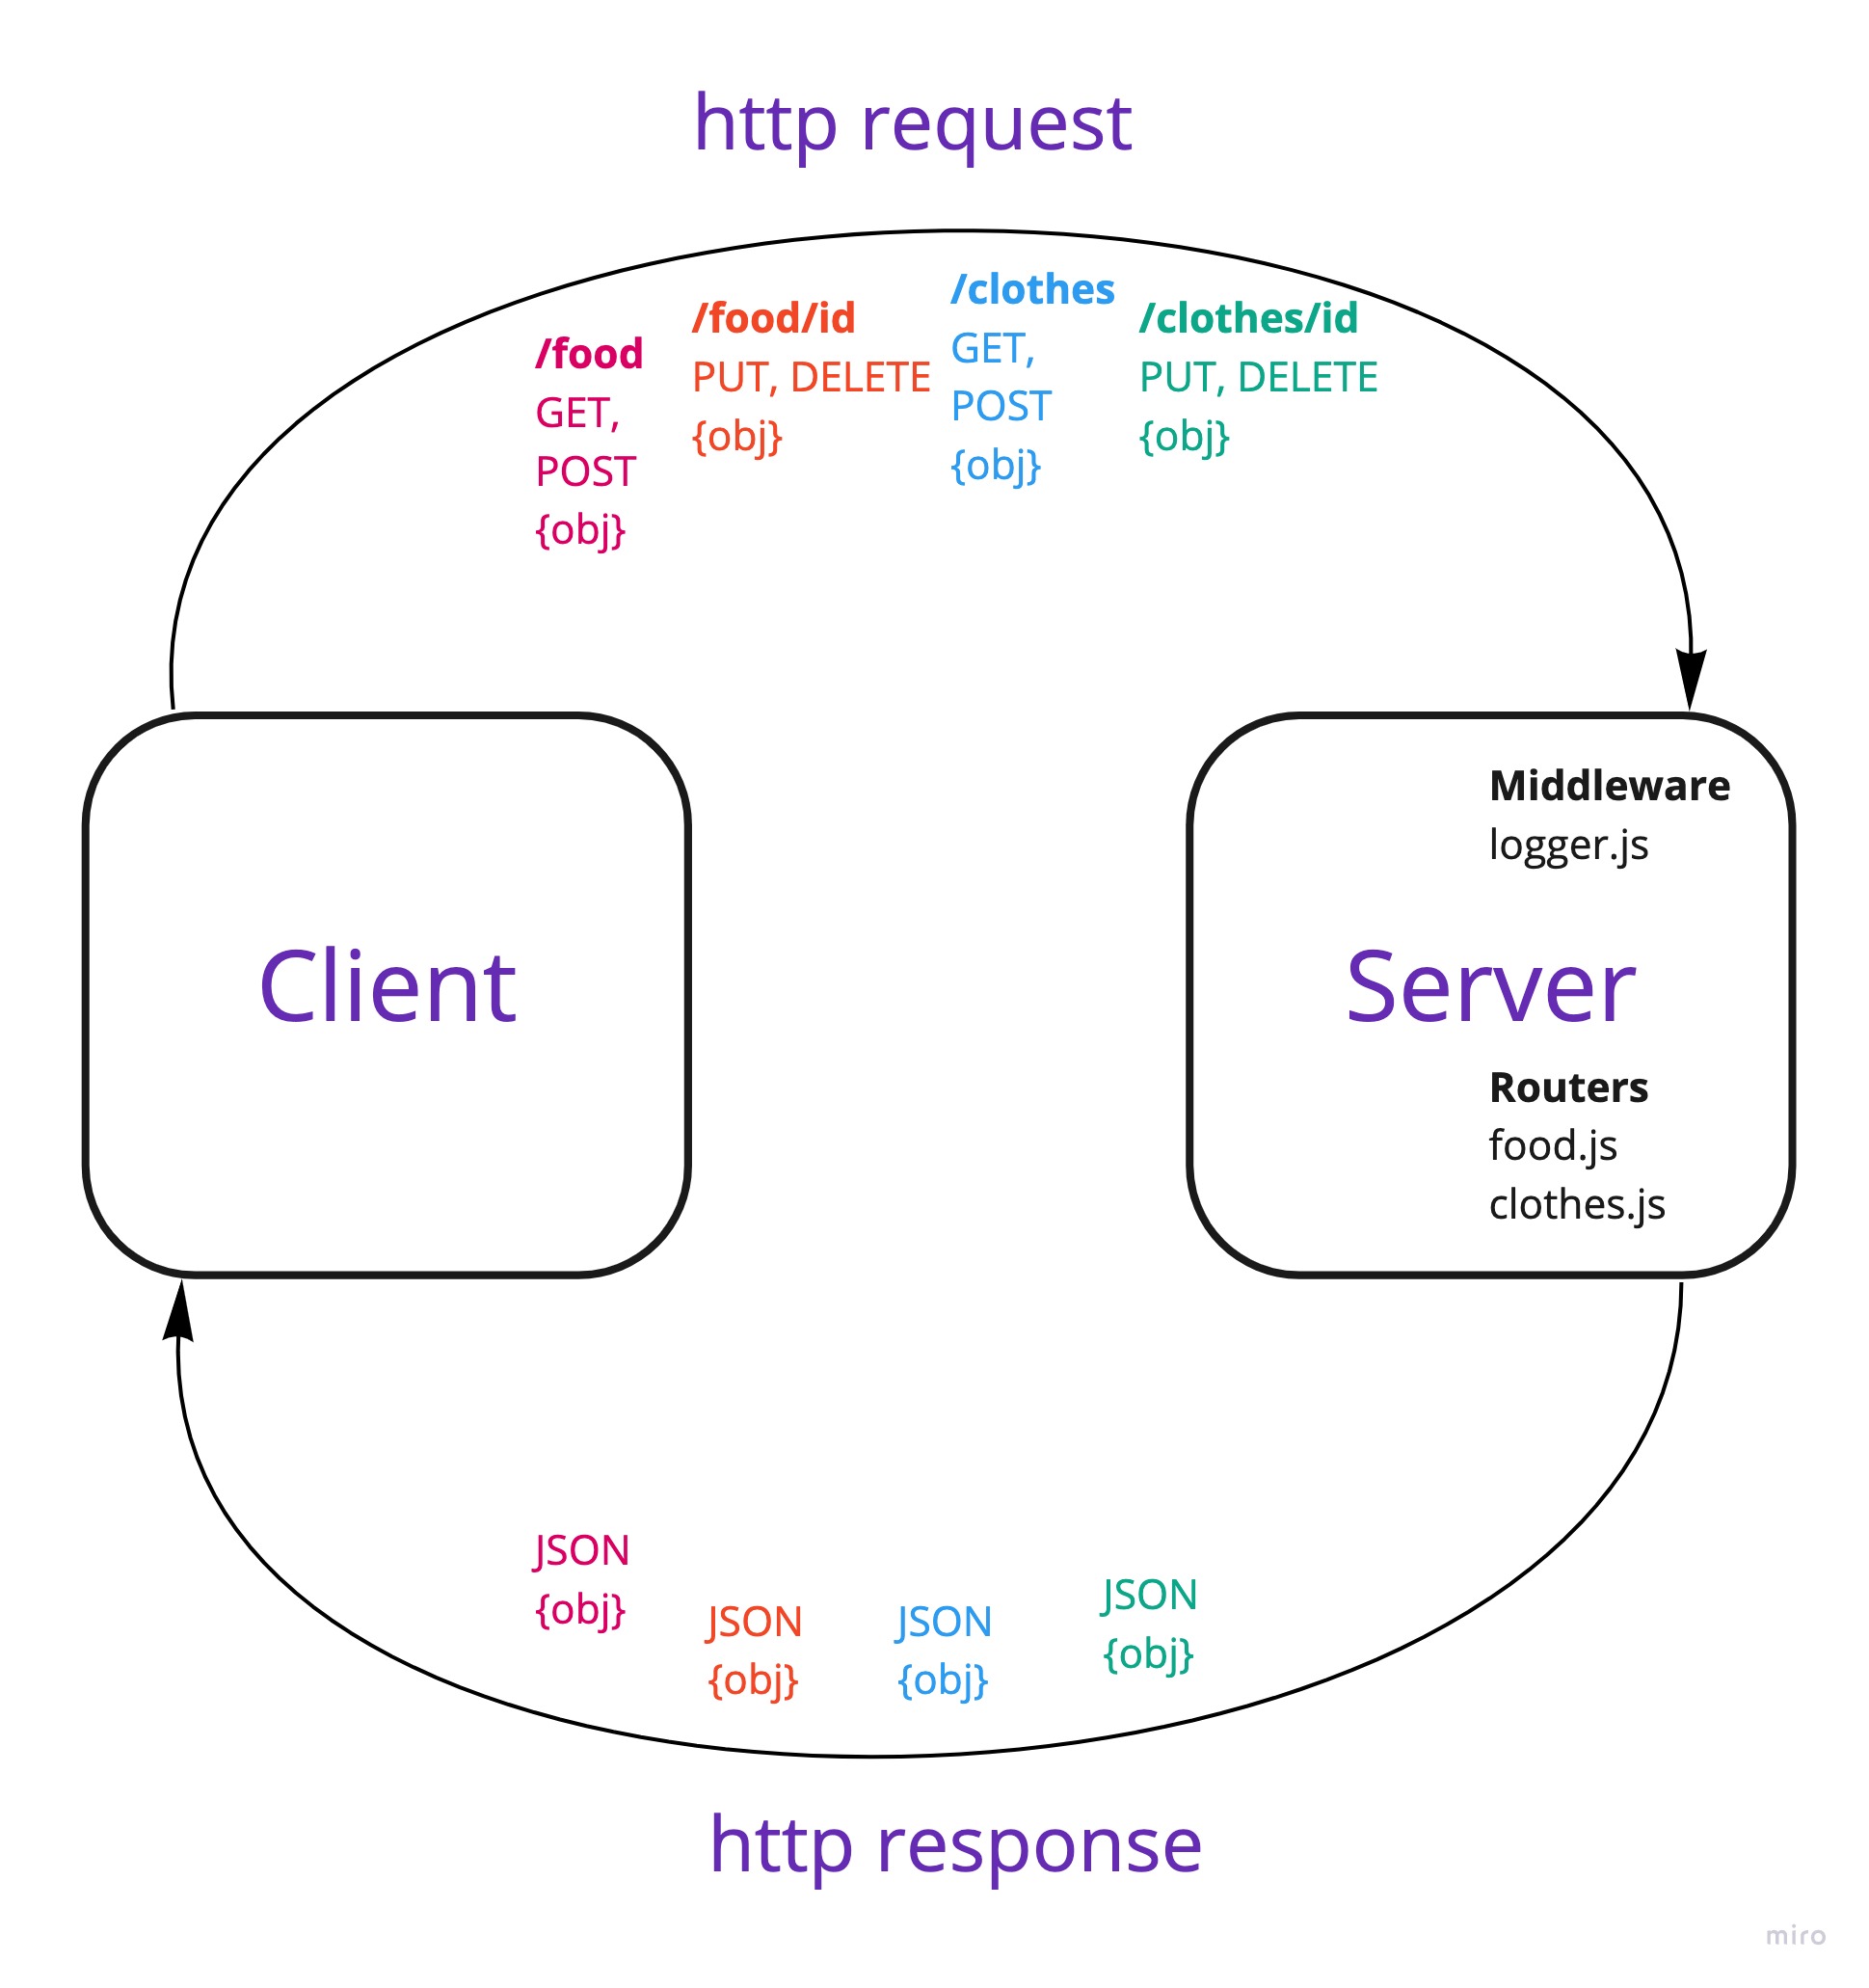 http request
/food
GET,
POST
{obj}
/food/id
PUT, DELETE
{obj}
/clothes
GET,
POST
{obj}
/clothes/id
PUT, DELETE
{obj}
Client
Middleware
logger.js
Server
Routers
food.js
clothes.js
JSON
{obj}
JSON
{obj}
JSON
{obj}
JSON
{obj}
http response
miro